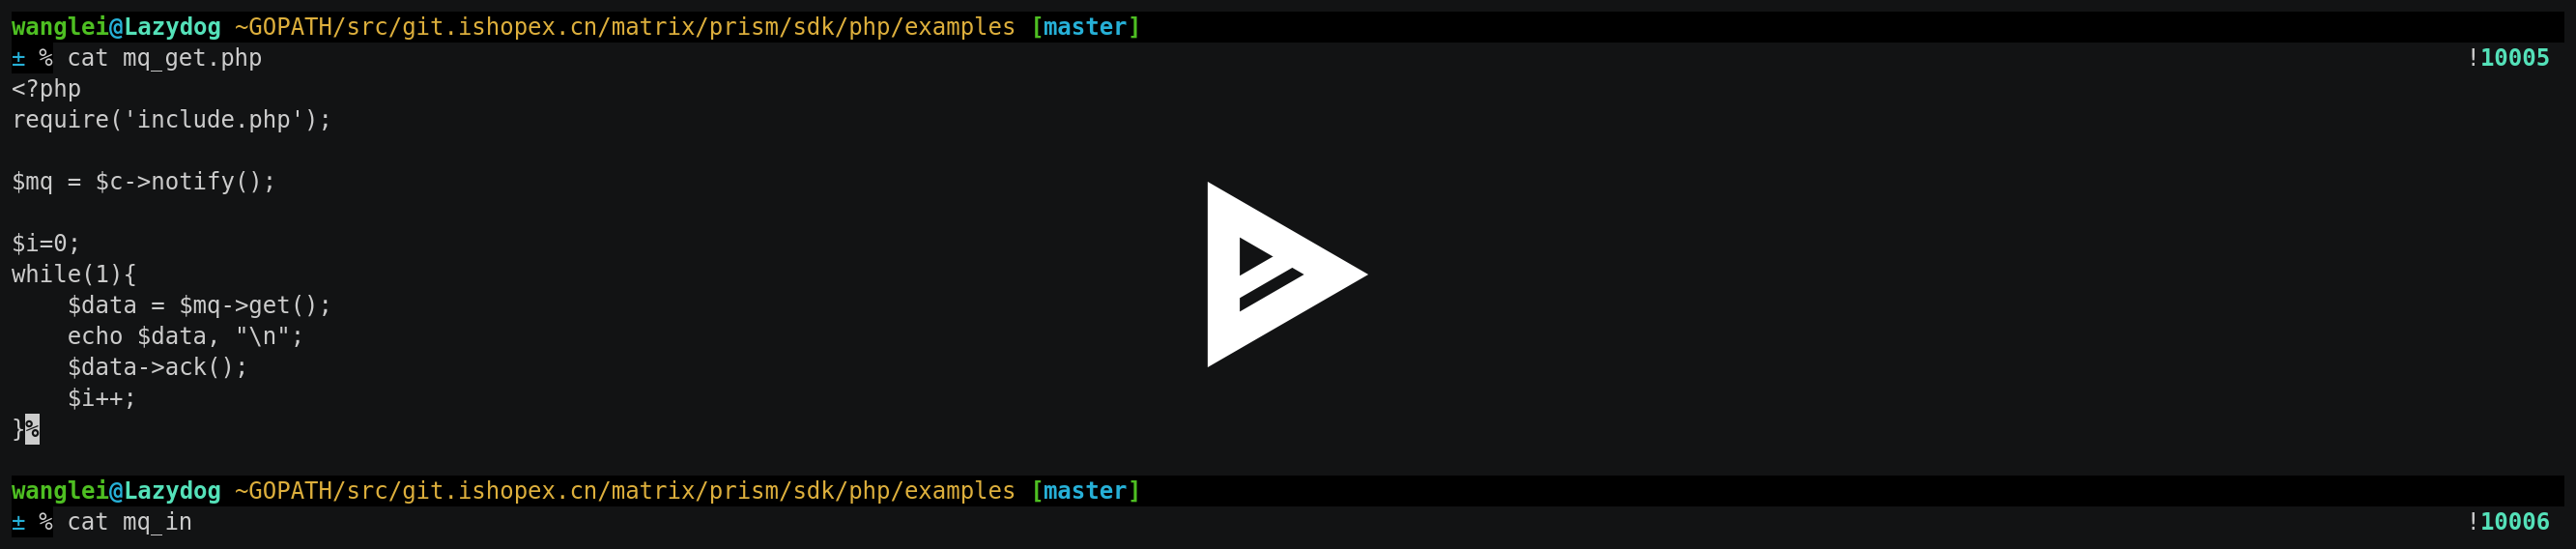 wanglei@Lazydog ~GOPATH/src/git.ishopex.cn/matrix/prism/sdk/php/examples [master]
± % cat mq_get.php !10005
<?php
require('include.php');
$mq = $c->notify();
$i=0;
while(1){
    $data = $mq->get();
    echo $data, "\n";
    $data->ack();
    $i++;
}%
wanglei@Lazydog ~GOPATH/src/git.ishopex.cn/matrix/prism/sdk/php/examples [master]
± % cat mq_in !10006